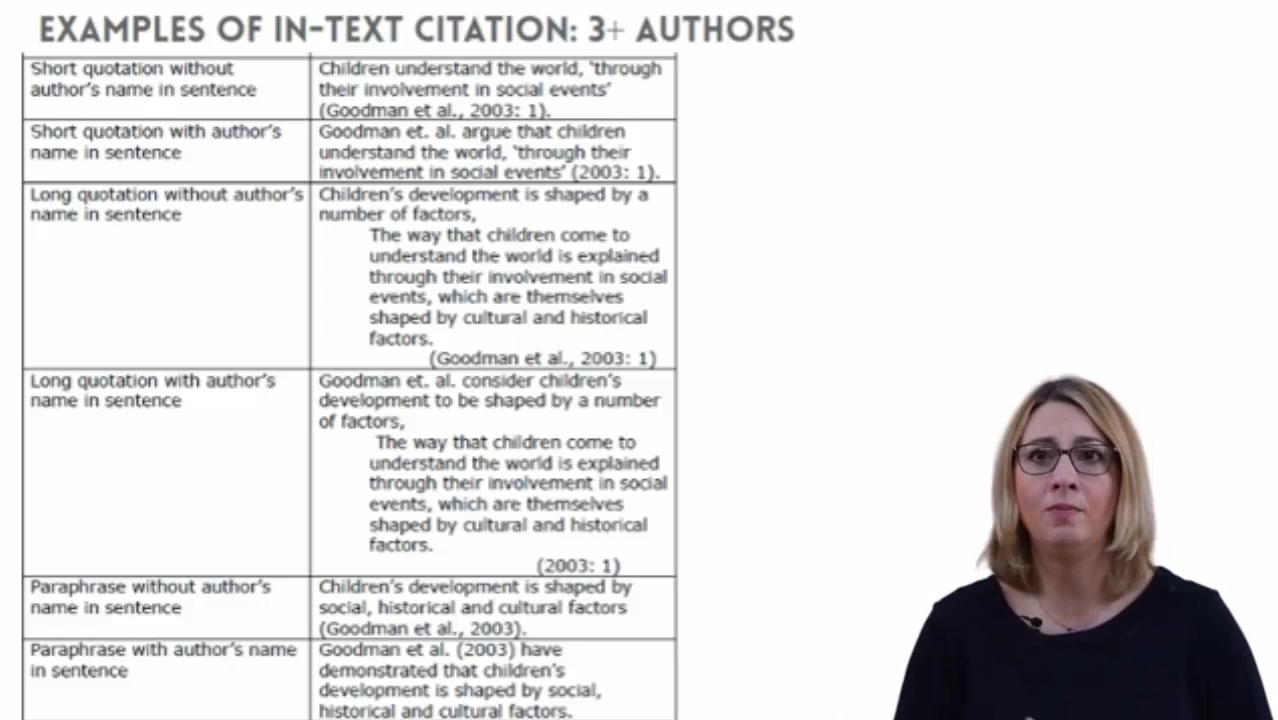 EXAMPLES OF IN-TEXT CITATION: 3+ AUTHORS
Short quotation without
author's name in sentence
Children understand the world, 'through
their involvement in social events'
(Goodman et al., 2003: 1).
Short quotation with author's
name in sentence
Goodman et. al. argue that children
understand the world, 'through their
involvement in social events' (2003: 1).
Long quotation without author's
name in sentence
Children's development is shaped by a
number of factors,
The way that children come to
understand the world is explained
through their involvement in social
events, which are themselves
shaped by cultural and historical
factors.
(Goodman et al., 2003: 1)
Long quotation with author's
name in sentence
Goodman et. al. consider children's
development to be shaped by a number
of factors,
The way that children come to
understand the world is explained
through their involvement in social
events, which are themselves
shaped by cultural and historical
factors.
(2003: 1)
Paraphrase without author's
name in sentence
Children's development is shaped by
social, historical and cultural factors
(Goodman et al., 2003).
Paraphrase with author's name
in sentence
Goodman et al. (2003) have
demonstrated that children's
development is shaped by social,
historical and cultural factors.